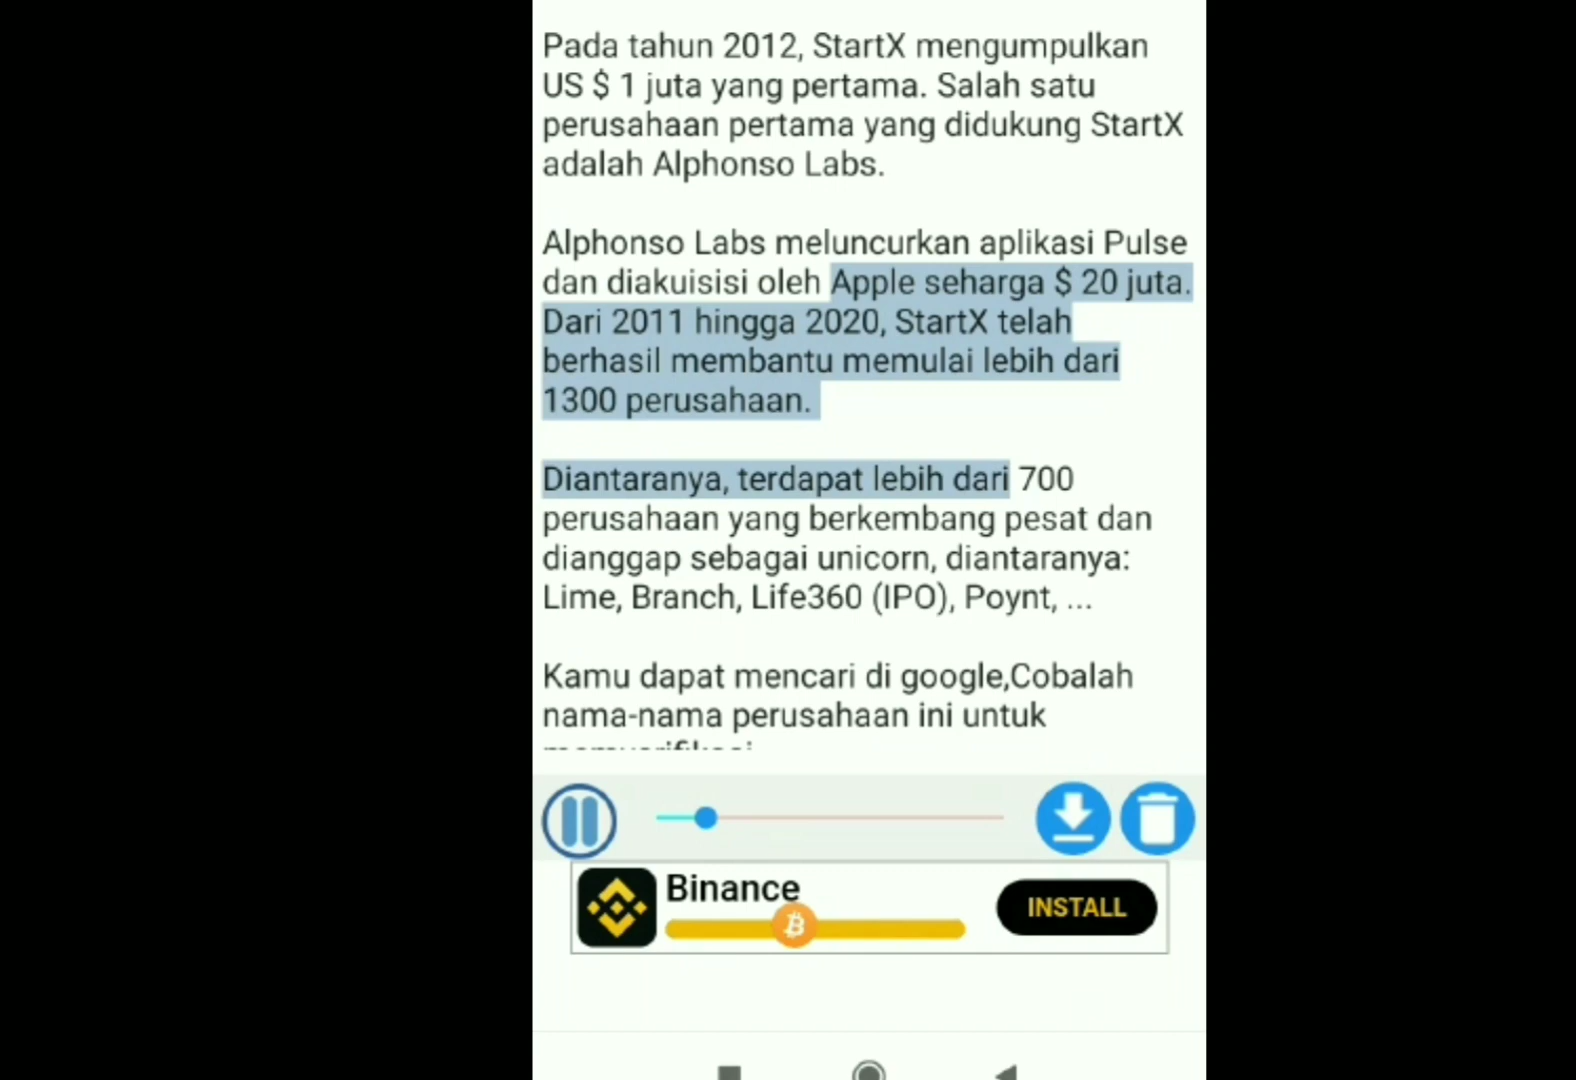 Pada tahun 2012, StartX mengumpulkan
US $ 1 juta yang pertama. Salah satu
perusahaan pertama yang didukung StartX
adalah Alphonso Labs.
Alphonso Labs meluncurkan aplikasi Pulse
dan diakuisisi oleh Apple seharga $ 20 juta.
Dari 2011 hingga 2020, StartX telah
berhasil membantu memulai lebih dari
1300 perusahaan.
Diantaranya, terdapat lebih dari 700
perusahaan yang berkembang pesat dan
dianggap sebagai unicorn, diantaranya:
Lime, Branch, Life360 (IPO), Poynt, ...
Kamu dapat mencari di google,Cobalah
nama-nama perusahaan ini untuk
Binance
INSTALL